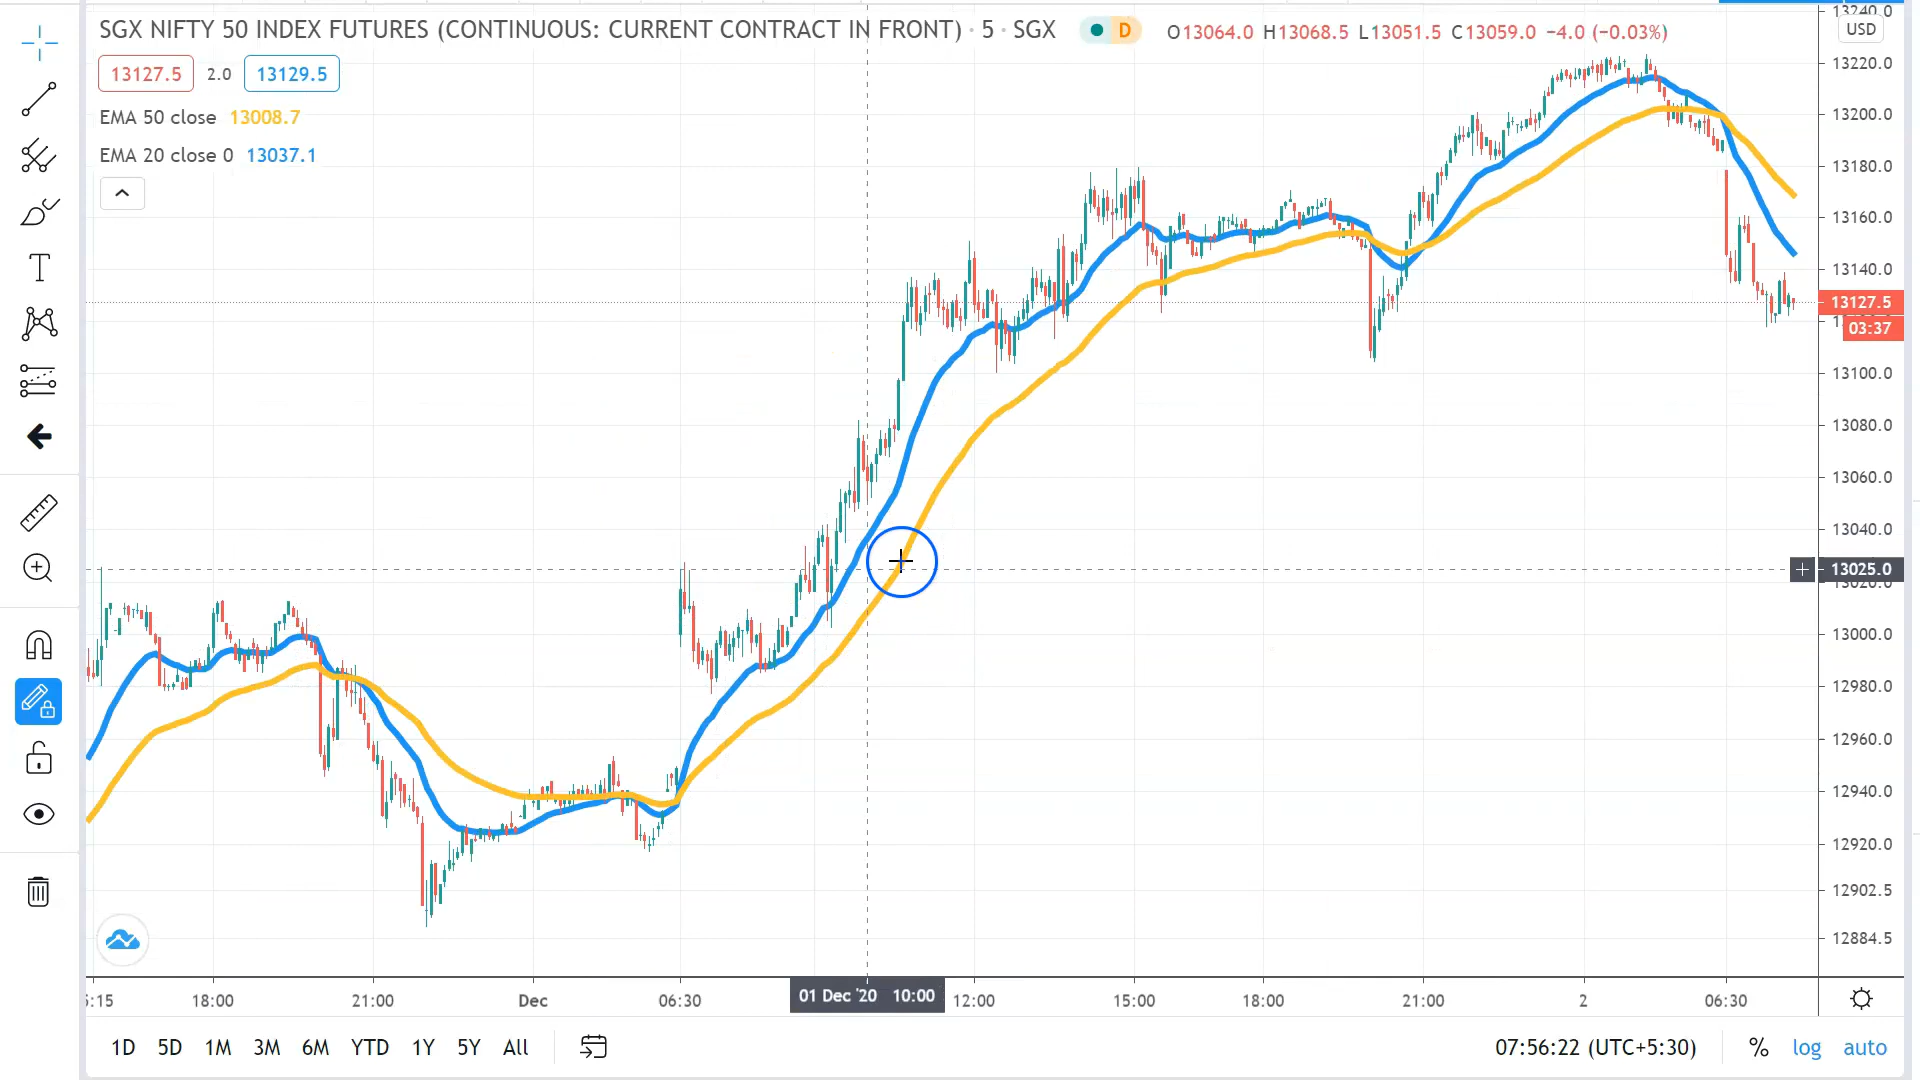 SGX NIFTY 50 INDEX FUTURES (CONTINUOUS: CURRENT CONTRACT IN FRONT) · 5 · SGX D O13064.0 H13068.5 L13051.5 C13059.0 −4.0 (−0.03%)
13127.5 2.0 13129.5
EMA 50 close 13008.7
EMA 20 close 0 13037.1
T
13240.0
USD
13220.0
13200.0
13180.0
13160.0
13140.0
13127.5
03:37
13100.0
13080.0
13060.0
13040.0
13025.0
13020.0
13000.0
12980.0
12960.0
12940.0
12920.0
12902.5
12884.5
5:15 18:00 21:00 Dec 06:30 01 Dec '20 10:00 12:00 15:00 18:00 21:00 2 06:30
1D 5D 1M 3M 6M YTD 1Y 5Y All 07:56:22 (UTC+5:30) % log auto